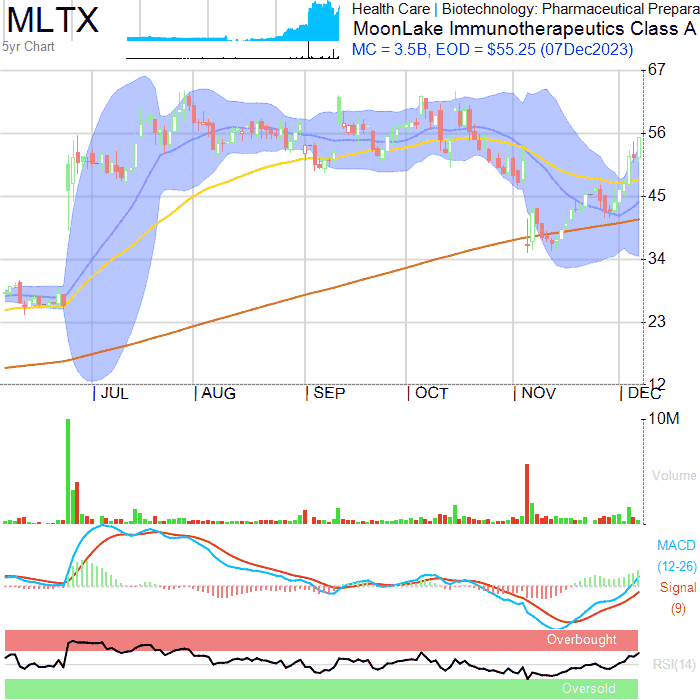 MLTX
5yr Chart
Health Care | Biotechnology: Pharmaceutical Prepara
MoonLake Immunotherapeutics Class A
MC = 3.5B, EOD = $55.25 (07Dec2023)
67
56
45
34
23
12
JUL AUG SEP OCT NOV DEC
10M
Volume
MACD
(12-26)
Signal
(9)
Overbought
RSI(14)
Oversold